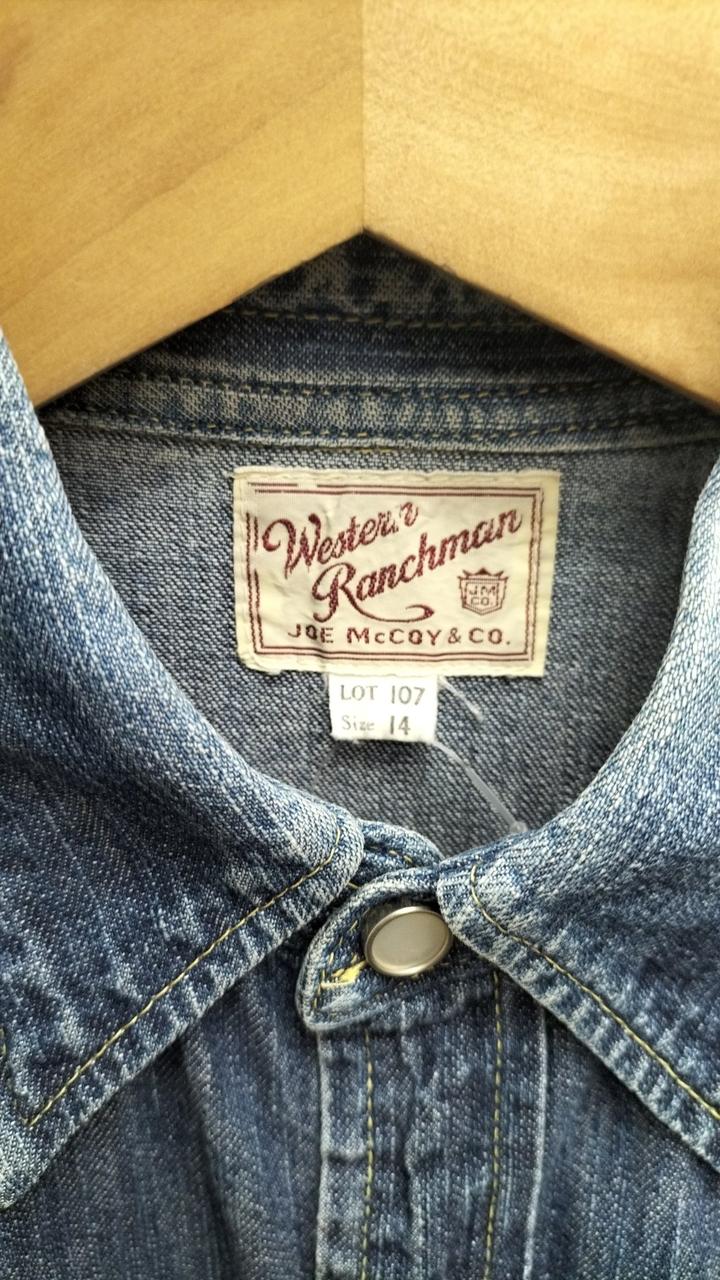 Western
Ranchman
JM
CO.
JOE McCOY & CO.
LOT 107
Size 14